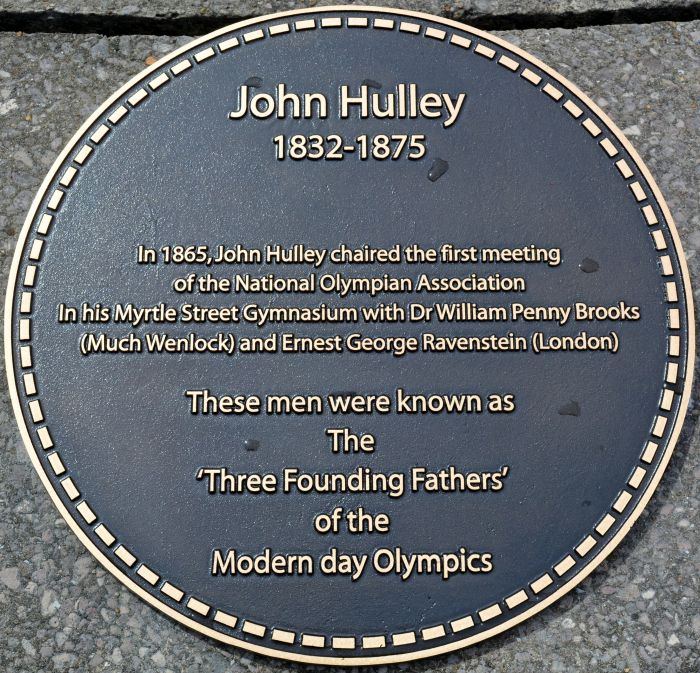 John Hulley
1832-1875
In 1865, John Hulley chaired the first meeting
of the National Olympian Association
In his Myrtle Street Gymnasium with Dr William Penny Brooks
(Much Wenlock) and Ernest George Ravenstein (London)
These men were known as
The
‘Three Founding Fathers’
of the
Modern day Olympics